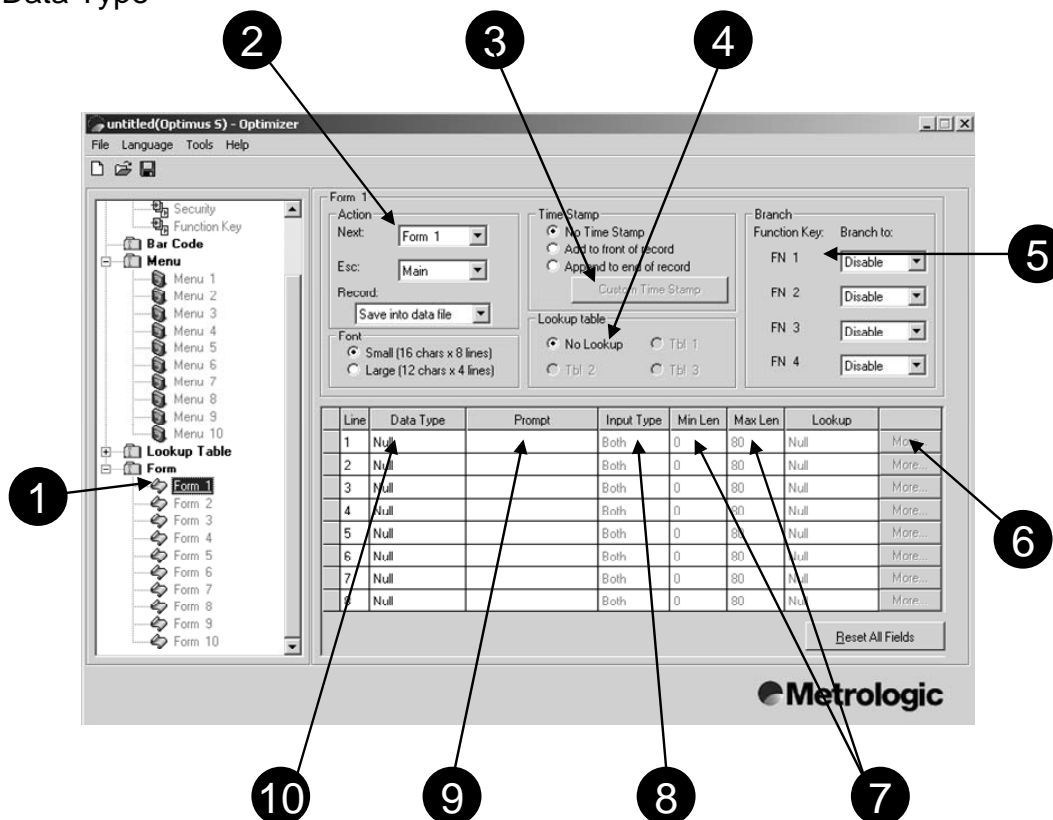 Data Type
2 3 4
untitled(Optimus S) - Optimizer
File Language Tools Help
Security
Function Key
Bar Code
Menu
Menu 1
Menu 2
Menu 3
Menu 4
Menu 5
Menu 6
Menu 7
Menu 8
Menu 9
Menu 10
Lookup Table
Form
Form 1
Form 2
Form 3
Form 4
Form 5
Form 6
Form 7
Form 8
Form 9
Form 10
1
Form 1
Action
Next: Form 1
Esc: Main
Record:
Save into data file
Font
Small (16 chars x 8 lines)
Large (12 chars x 4 lines)
Time Stamp
No Time Stamp
Add to front of record
Append to end of record
Custom Time Stamp
Lookup table
No Lookup Tbl 1
Tbl 2 Tbl 3
Branch
Function Key: Branch to:
FN 1 Disable
FN 2 Disable
FN 3 Disable
FN 4 Disable
5
Line Data Type Prompt Input Type Min Len Max Len Lookup
1 Null Both 0 80 Null More...
2 Null Both 0 80 Null More...
3 Null Both 0 80 Null More...
4 Null Both 0 80 Null More...
5 Null Both 0 80 Null More...
6 Null Both 0 80 Null More...
7 Null Both 0 80 Null More...
8 Null Both 0 80 Null More...
6
Reset All Fields
Metrologic
10 9 8 7